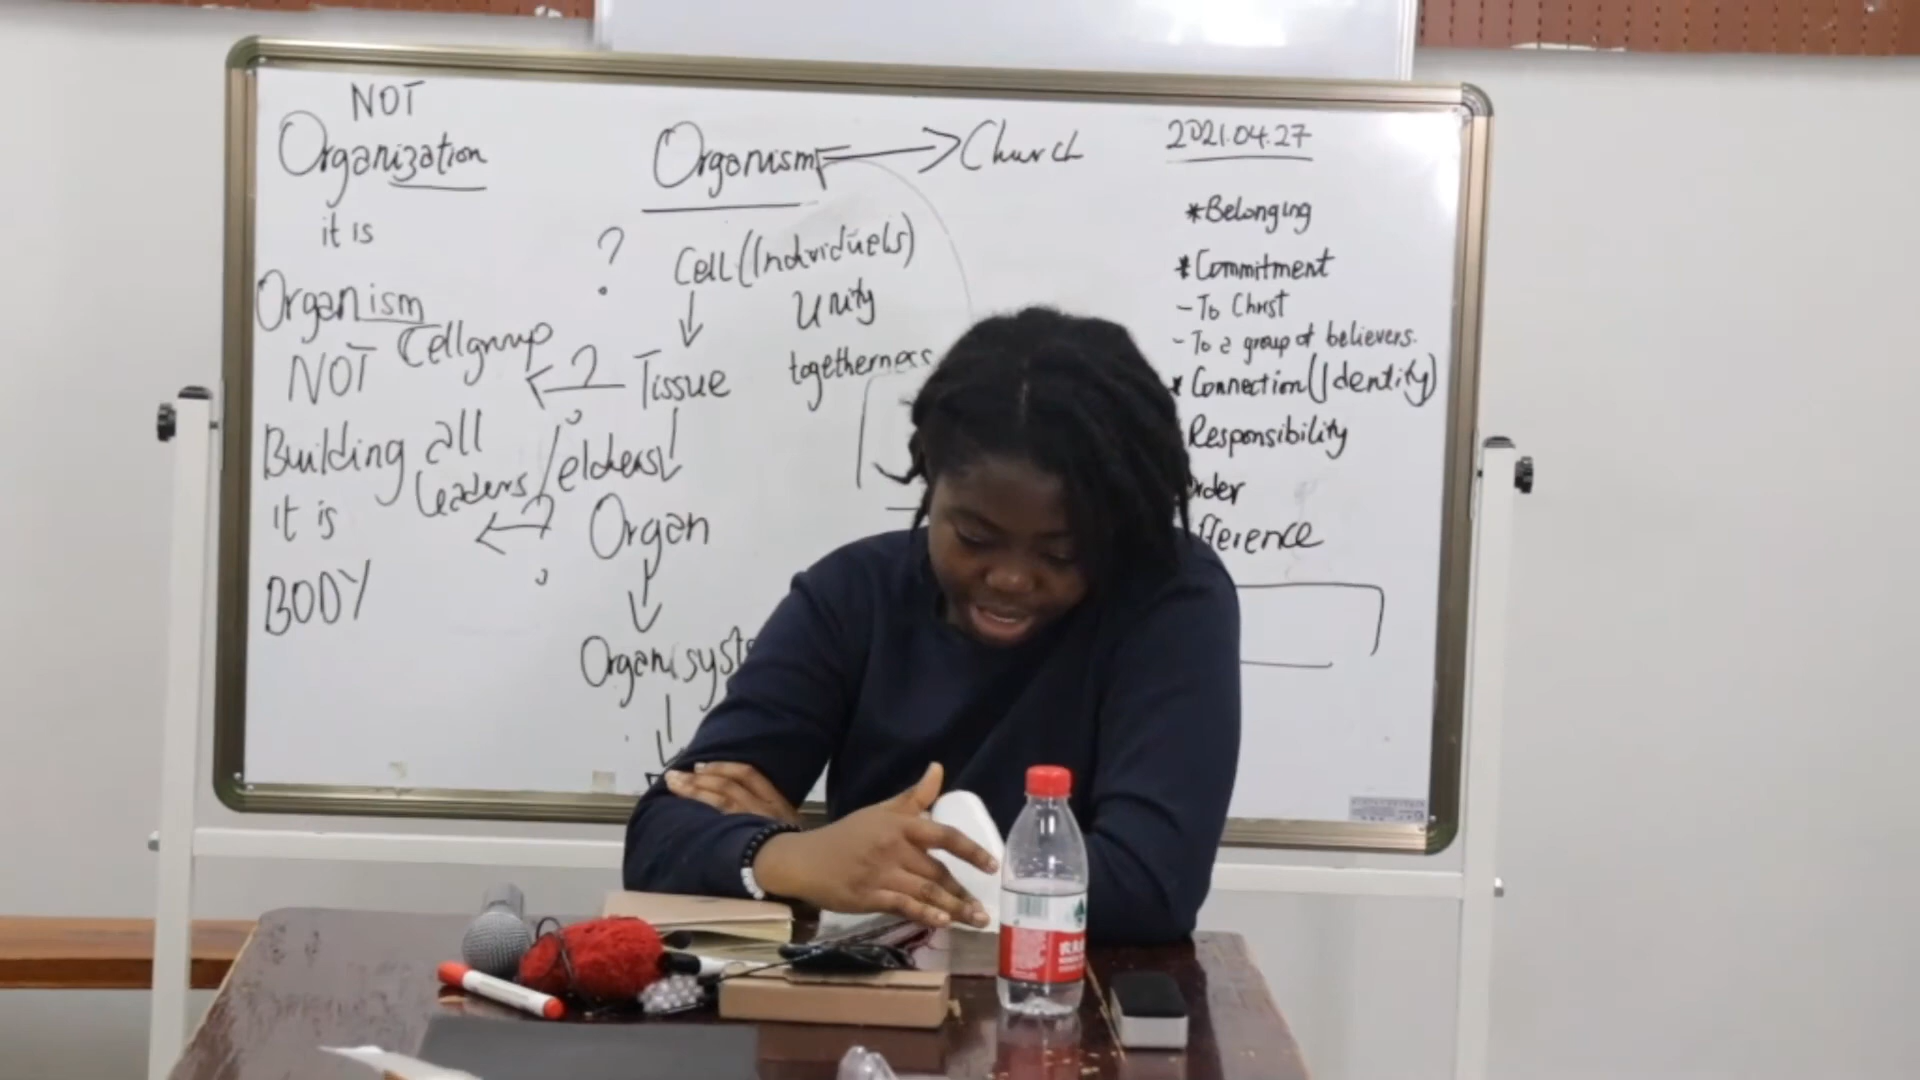 NOT
Organization
it is
Organism
NOT
Building
it is
BODY
Organism
Church
?
Cell (Individuels)
Unity
togetherness
Cellgroup
?
Tissue
all
leaders/elders
?
Organ
2021.04.27
*Belonging
*Commitment
- To Christ
- To a group of believers.
* Connection (Identity)
Responsibility